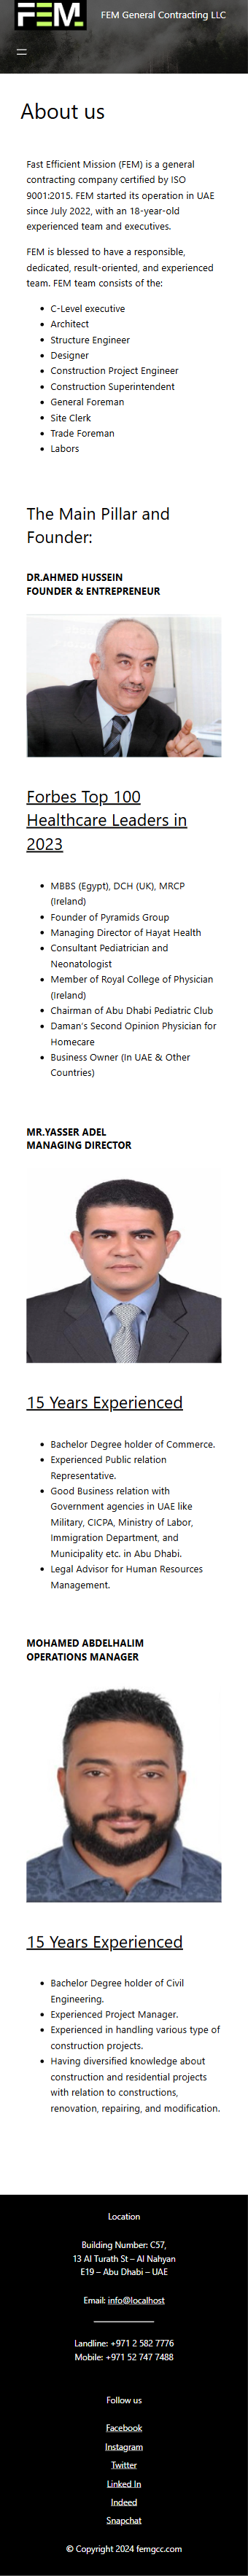 FEM.
FEM General Contracting LLC
About us
Fast Efficient Mission (FEM) is a general
contracting company certified by ISO
9001:2015. FEM started its operation in UAE
since July 2022, with an 18-year-old
experienced team and executives.
FEM is blessed to have a responsible,
dedicated, result-oriented, and experienced
team. FEM team consists of the:
• C-Level executive
• Architect
• Structure Engineer
• Designer
• Construction Project Engineer
• Construction Superintendent
• General Foreman
• Site Clerk
• Trade Foreman
• Labors
The Main Pillar and
Founder:
DR.AHMED HUSSEIN
FOUNDER & ENTREPRENEUR
Forbes Top 100
Healthcare Leaders in
2023
• MBBS (Egypt), DCH (UK), MRCP
(Ireland)
• Founder of Pyramids Group
• Managing Director of Hayat Health
• Consultant Pediatrician and
Neonatologist
• Member of Royal College of Physician
(Ireland)
• Chairman of Abu Dhabi Pediatric Club
• Daman's Second Opinion Physician for
Homecare
• Business Owner (In UAE & Other
Countries)
MR.YASSER ADEL
MANAGING DIRECTOR
15 Years Experienced
• Bachelor Degree holder of Commerce.
• Experienced Public relation
Representative.
• Good Business relation with
Government agencies in UAE like
Military, CICPA, Ministry of Labor,
Immigration Department, and
Municipality etc. in Abu Dhabi.
• Legal Advisor for Human Resources
Management.
MOHAMED ABDELHALIM
OPERATIONS MANAGER
15 Years Experienced
• Bachelor Degree holder of Civil
Engineering.
• Experienced Project Manager.
• Experienced in handling various type of
construction projects.
• Having diversified knowledge about
construction and residential projects
with relation to constructions,
renovation, repairing, and modification.
Location
Building Number: C57,
13 Al Turath St – Al Nahyan
E19 – Abu Dhabi – UAE
Email: info@localhost
Landline: +971 2 582 7776
Mobile: +971 52 747 7488
Follow us
Facebook
Instagram
Twitter
Linked In
Indeed
Snapchat
© Copyright 2024 femgcc.com